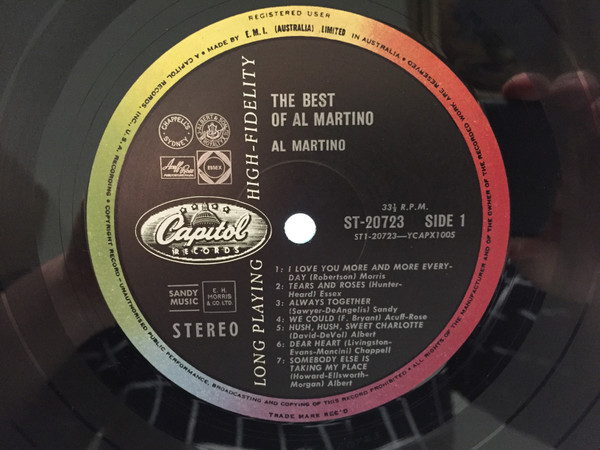 REGISTERED USER
A CAPITOL RECORDS, INC., U.S.A. RECORDING • COPYRIGHT RECORD • UNAUTHORISED PUBLIC PERFORMANCE, BROADCASTING AND COPYING OF THIS RECORD PROHIBITED • ALL RIGHTS OF THE MANUFACTURER AND OF THE OWNER OF THE RECORDED WORK ARE RESERVED
MADE BY E.M.I. (AUSTRALIA) LIMITED IN AUSTRALIA
LONG PLAYING HIGH-FIDELITY
THE BEST
OF AL MARTINO
AL MARTINO
CHAPPELL'S
SYDNEY
ESSEX
Capitol
RECORDS
33⅓ R.P.M.
ST-20723 SIDE 1
ST1-20723—YCAPX1005
SANDY
MUSIC
E. H.
MORRIS
& CO LTD.
STEREO
1: I LOVE YOU MORE AND MORE EVERY-
DAY (Robertson) Morris
2: TEARS AND ROSES (Hunter-
Heard) Essex
3: ALWAYS TOGETHER
(Sawyer-DeAngelis) Sandy
4: WE COULD (F. Bryant) Acuff-Rose
5: HUSH, HUSH, SWEET CHARLOTTE
(David-DeVol) Albert
6: DEAR HEART (Livingston-
Evans-Mancini) Chappell
7: SOMEBODY ELSE IS
TAKING MY PLACE
(Howard-Ellsworth-
Morgan) Albert
TRADE MARK REG'D